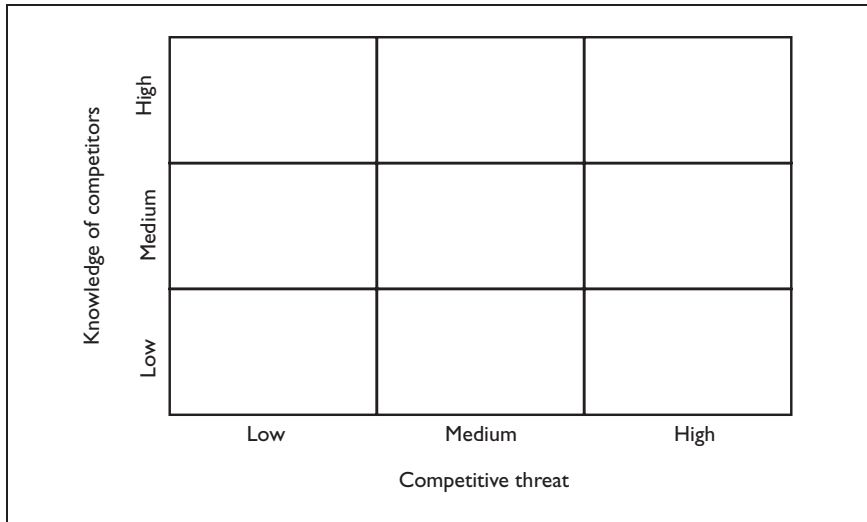 Knowledge of competitors
High
Medium
Low
Low Medium High
Competitive threat